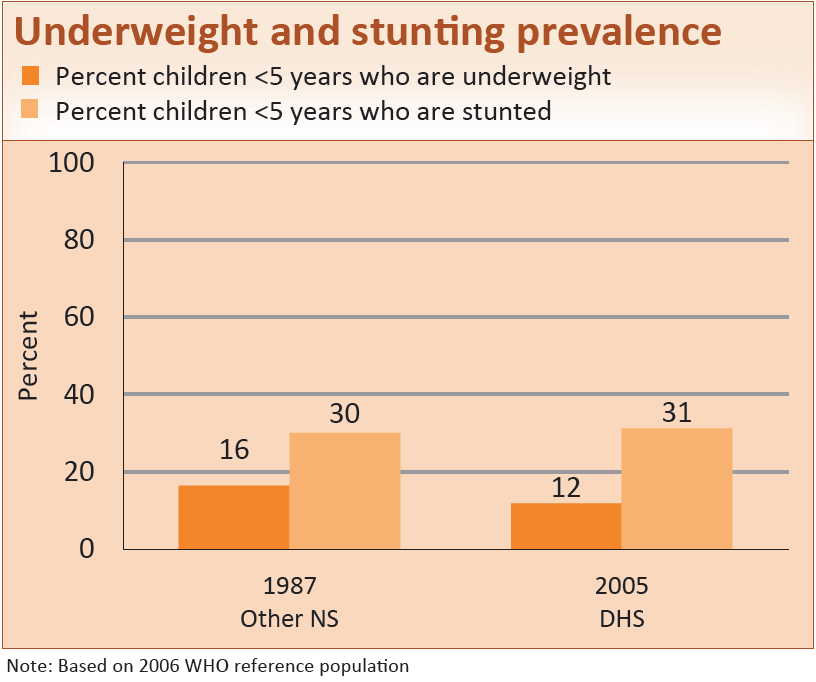 Underweight and stunting prevalence
Percent children <5 years who are underweight
Percent children <5 years who are stunted
100
80
60
40
20
0
Percent
16
30
12
31
1987
Other NS
2005
DHS
Note: Based on 2006 WHO reference population